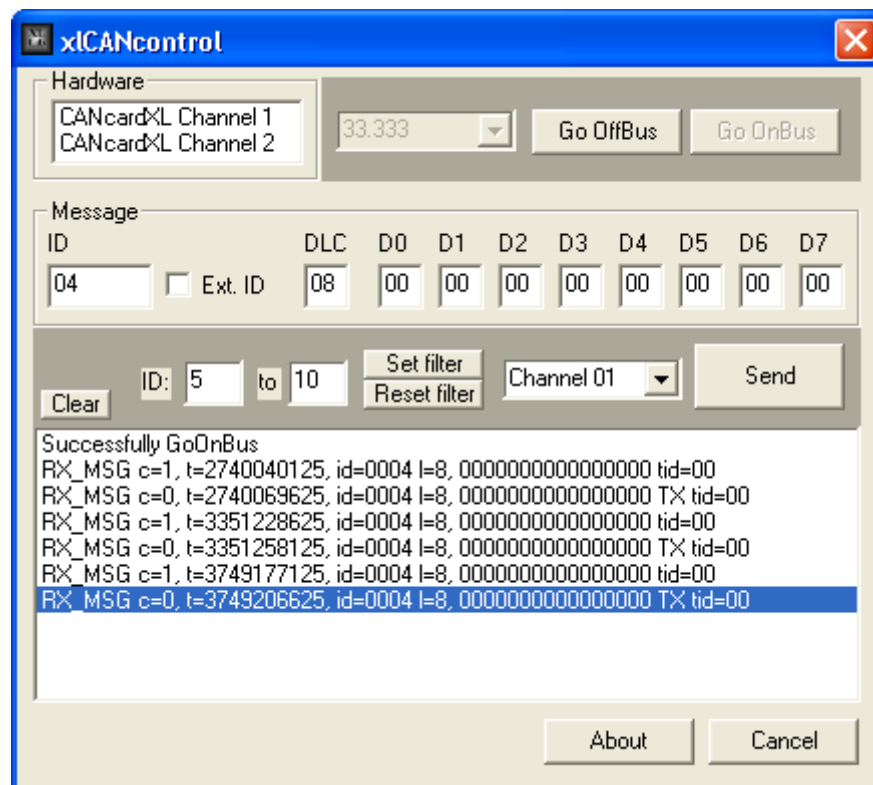 xlCANcontrol
Hardware
CANcardXL Channel 1
CANcardXL Channel 2
33.333
Go OffBus
Go OnBus
Message
ID DLC D0 D1 D2 D3 D4 D5 D6 D7
04 Ext. ID 08 00 00 00 00 00 00 00 00
Clear
ID: 5 to 10
Set filter
Reset filter
Channel 01
Send
Successfully GoOnBus
RX_MSG c=1, t=2740040125, id=0004 l=8, 0000000000000000 tid=00
RX_MSG c=0, t=2740069625, id=0004 l=8, 0000000000000000 TX tid=00
RX_MSG c=1, t=3351228625, id=0004 l=8, 0000000000000000 tid=00
RX_MSG c=0, t=3351258125, id=0004 l=8, 0000000000000000 TX tid=00
RX_MSG c=1, t=3749177125, id=0004 l=8, 0000000000000000 tid=00
RX_MSG c=0, t=3749206625, id=0004 l=8, 0000000000000000 TX tid=00
About
Cancel